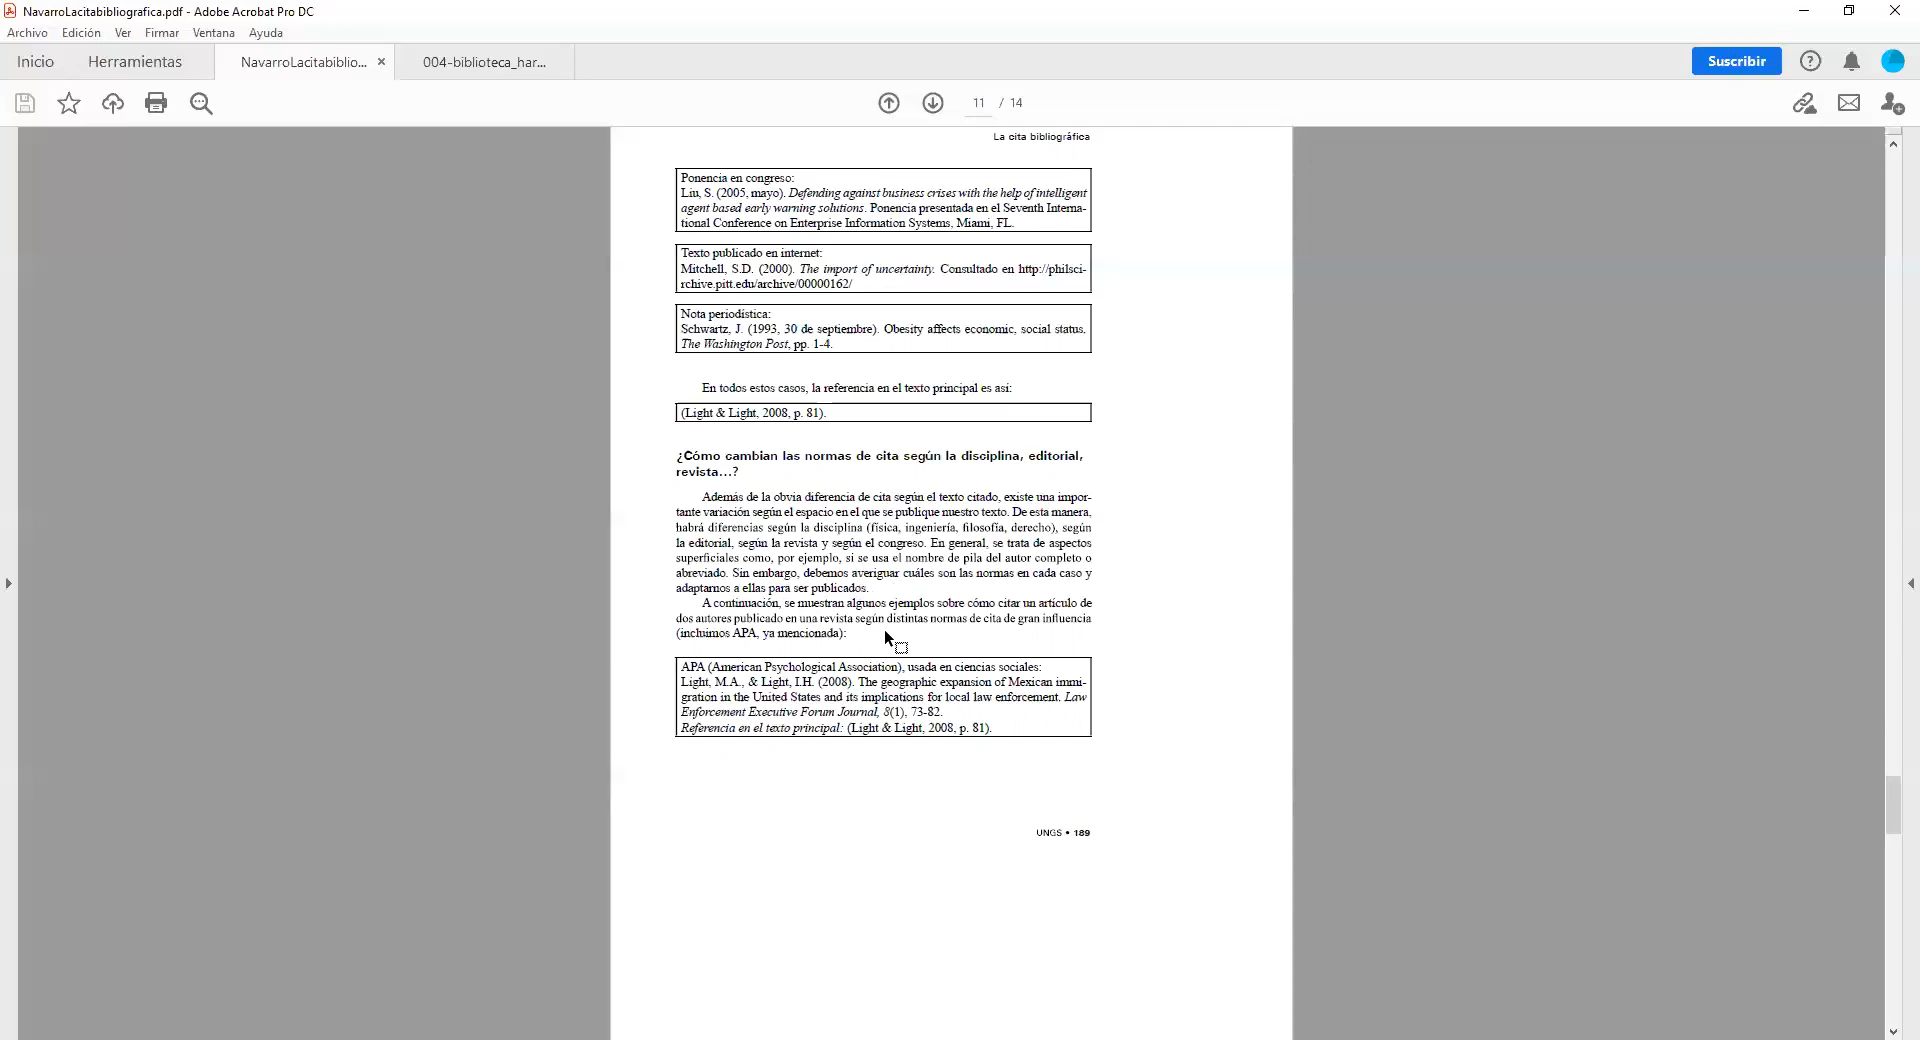 NavarroLacitabibliografica.pdf - Adobe Acrobat Pro DC
Archivo Edición Ver Firmar Ventana Ayuda
Inicio Herramientas NavarroLacitabiblio... × 004-biblioteca_har... Suscribir
11 / 14
La cita bibliográfica
Ponencia en congreso:
Liu, S. (2005, mayo). Defending against business crises with the help of intelligent
agent based early warning solutions. Ponencia presentada en el Seventh Interna-
tional Conference on Enterprise Information Systems, Miami, FL.
Texto publicado en internet:
Mitchell, S.D. (2000). The import of uncertainty. Consultado en http://philsci-
rchive.pitt.edu/archive/00000162/
Nota periodística:
Schwartz, J. (1993, 30 de septiembre). Obesity affects economic, social status.
The Washington Post, pp. 1-4.
En todos estos casos, la referencia en el texto principal es así:
(Light & Light, 2008, p. 81).
¿Cómo cambian las normas de cita según la disciplina, editorial,
revista...?
Además de la obvia diferencia de cita según el texto citado, existe una impor-
tante variación según el espacio en el que se publique nuestro texto. De esta manera,
habrá diferencias según la disciplina (física, ingeniería, filosofía, derecho), según
la editorial, según la revista y según el congreso. En general, se trata de aspectos
superficiales como, por ejemplo, si se usa el nombre de pila del autor completo o
abreviado. Sin embargo, debemos averiguar cuáles son las normas en cada caso y
adaptarnos a ellas para ser publicados.
A continuación, se muestran algunos ejemplos sobre cómo citar un artículo de
dos autores publicado en una revista según distintas normas de cita de gran influencia
(incluimos APA, ya mencionada):
APA (American Psychological Association), usada en ciencias sociales:
Light, M.A., & Light, I.H. (2008). The geographic expansion of Mexican immi-
gration in the United States and its implications for local law enforcement. Law
Enforcement Executive Forum Journal, 8(1), 73-82.
Referencia en el texto principal: (Light & Light, 2008, p. 81).
UNGS • 189